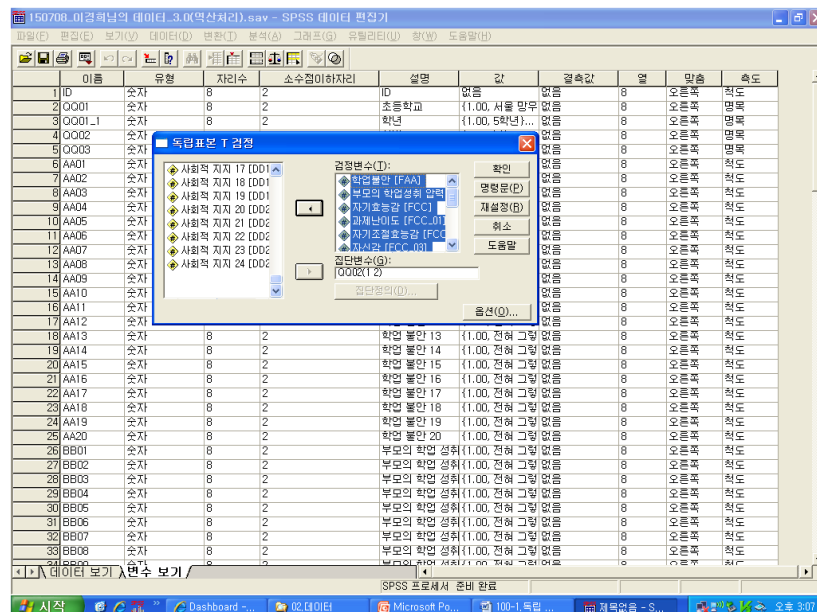 150708_이경희님의 데이터_3.0(역산처리).sav - SPSS 데이터 편집기
파일(F) 편집(E) 보기(V) 데이터(D) 변환(T) 분석(A) 그래프(G) 유틸리티(U) 창(W) 도움말(H)
이름 유형 자리수 소수점이하자리 설명 값 결측값 열 맞춤 측도
1 ID 숫자 8 2 ID 없음 없음 8 오른쪽 척도
2 QQ01 숫자 8 2 초등학교 {1.00, 서울 망우 없음 8 오른쪽 명목
3 QQ01_1 숫자 8 2 학년 {1.00, 5학년}... 없음 8 오른쪽 명목
4 QQ02 숫자 8 2 없음 8 오른쪽 명목
5 QQ03 없음 8 오른쪽 명목
6 AA01 없음 8 오른쪽 척도
7 AA02 없음 8 오른쪽 척도
8 AA03 없음 8 오른쪽 척도
9 AA04 없음 8 오른쪽 척도
10 AA05 없음 8 오른쪽 척도
11 AA06 없음 8 오른쪽 척도
12 AA07 없음 8 오른쪽 척도
13 AA08 없음 8 오른쪽 척도
14 AA09 없음 8 오른쪽 척도
15 AA10 없음 8 오른쪽 척도
16 AA11 없음 8 오른쪽 척도
17 AA12 없음 8 오른쪽 척도
독립표본 T 검정
사회적 지지 17 [DD1
사회적 지지 18 [DD1
사회적 지지 19 [DD1
사회적 지지 20 [DD2
사회적 지지 21 [DD2
사회적 지지 22 [DD2
사회적 지지 23 [DD2
사회적 지지 24 [DD2
검정변수(T):
학업불안 [FAA]
부모의 학업성취 압력
자기효능감 [FCC]
과제난이도 [FCC_01]
자기조절효능감 [FCC
자신감 [FCC_03]
집단변수(G):
QQ02(1 2)
집단정의(D)...
확인
명령문(P)
재설정(R)
취소
도움말
옵션(O)...
18 AA13 숫자 8 2 학업 불안 13 {1.00, 전혀 그렇 없음 8 오른쪽 척도
19 AA14 숫자 8 2 학업 불안 14 {1.00, 전혀 그렇 없음 8 오른쪽 척도
20 AA15 숫자 8 2 학업 불안 15 {1.00, 전혀 그렇 없음 8 오른쪽 척도
21 AA16 숫자 8 2 학업 불안 16 {1.00, 전혀 그렇 없음 8 오른쪽 척도
22 AA17 숫자 8 2 학업 불안 17 {1.00, 전혀 그렇 없음 8 오른쪽 척도
23 AA18 숫자 8 2 학업 불안 18 {1.00, 전혀 그렇 없음 8 오른쪽 척도
24 AA19 숫자 8 2 학업 불안 19 {1.00, 전혀 그렇 없음 8 오른쪽 척도
25 AA20 숫자 8 2 학업 불안 20 {1.00, 전혀 그렇 없음 8 오른쪽 척도
26 BB01 숫자 8 2 부모의 학업 성취 {1.00, 전혀 그렇 없음 8 오른쪽 척도
27 BB02 숫자 8 2 부모의 학업 성취 {1.00, 전혀 그렇 없음 8 오른쪽 척도
28 BB03 숫자 8 2 부모의 학업 성취 {1.00, 전혀 그렇 없음 8 오른쪽 척도
29 BB04 숫자 8 2 부모의 학업 성취 {1.00, 전혀 그렇 없음 8 오른쪽 척도
30 BB05 숫자 8 2 부모의 학업 성취 {1.00, 전혀 그렇 없음 8 오른쪽 척도
31 BB06 숫자 8 2 부모의 학업 성취 {1.00, 전혀 그렇 없음 8 오른쪽 척도
32 BB07 숫자 8 2 부모의 학업 성취 {1.00, 전혀 그렇 없음 8 오른쪽 척도
33 BB08 숫자 8 2 부모의 학업 성취 {1.00, 전혀 그렇 없음 8 오른쪽 척도
데이터 보기 변수 보기
SPSS 프로세서 준비 완료
시작 Dashboard -... 02.데이터 Microsoft Po... 100-1.독립... 제목없음 - S... 오후 3:07